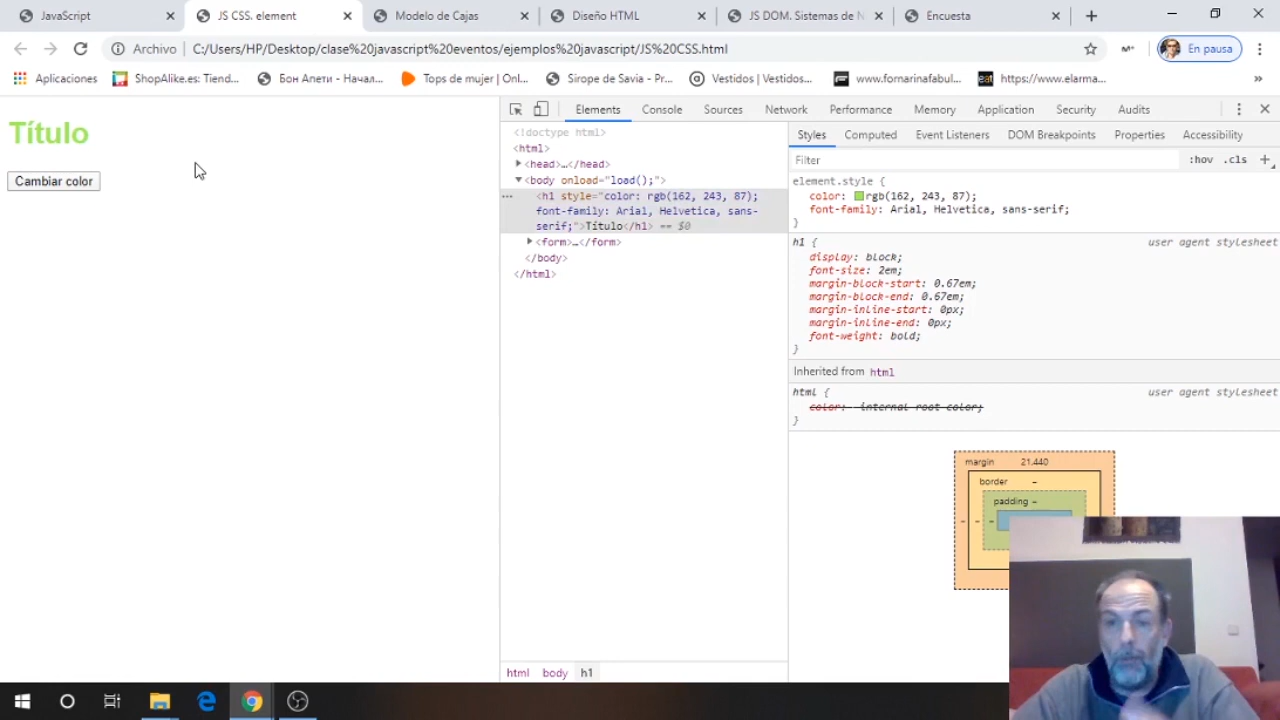 JavaScript
JS CSS. element
Modelo de Cajas
Diseño HTML
JS DOM. Sistemas de N
Encuesta
Archivo
C:/Users/HP/Desktop/clase%20javascript%20eventos/ejemplos%20javascript/JS%20CSS.html
En pausa
Aplicaciones
ShopAlike.es: Tiend...
Бон Апети - Начал...
Tops de mujer | Onl...
Sirope de Savia - Pr...
Vestidos | Vestidos...
www.fornarinafabul...
eat
https://www.elarma...
»
Título
Cambiar color
Elements
Console
Sources
Network
Performance
Memory
Application
Security
Audits
<!doctype html>
<html>
<head>…</head>
<body onload="load();">
<h1 style="color: rgb(162, 243, 87);
font-family: Arial, Helvetica, sans-
serif;">Título</h1> == $0
<form>…</form>
</body>
</html>
html body h1
Styles
Computed
Event Listeners
DOM Breakpoints
Properties
Accessibility
Filter
:hov .cls +
element.style {
color: rgb(162, 243, 87);
font-family: Arial, Helvetica, sans-serif;
}
h1 { user agent stylesheet
display: block;
font-size: 2em;
margin-block-start: 0.67em;
margin-block-end: 0.67em;
margin-inline-start: 0px;
margin-inline-end: 0px;
font-weight: bold;
}
Inherited from html
html { user agent stylesheet
color: -internal-root-color;
}
margin 21.440
border –
padding –